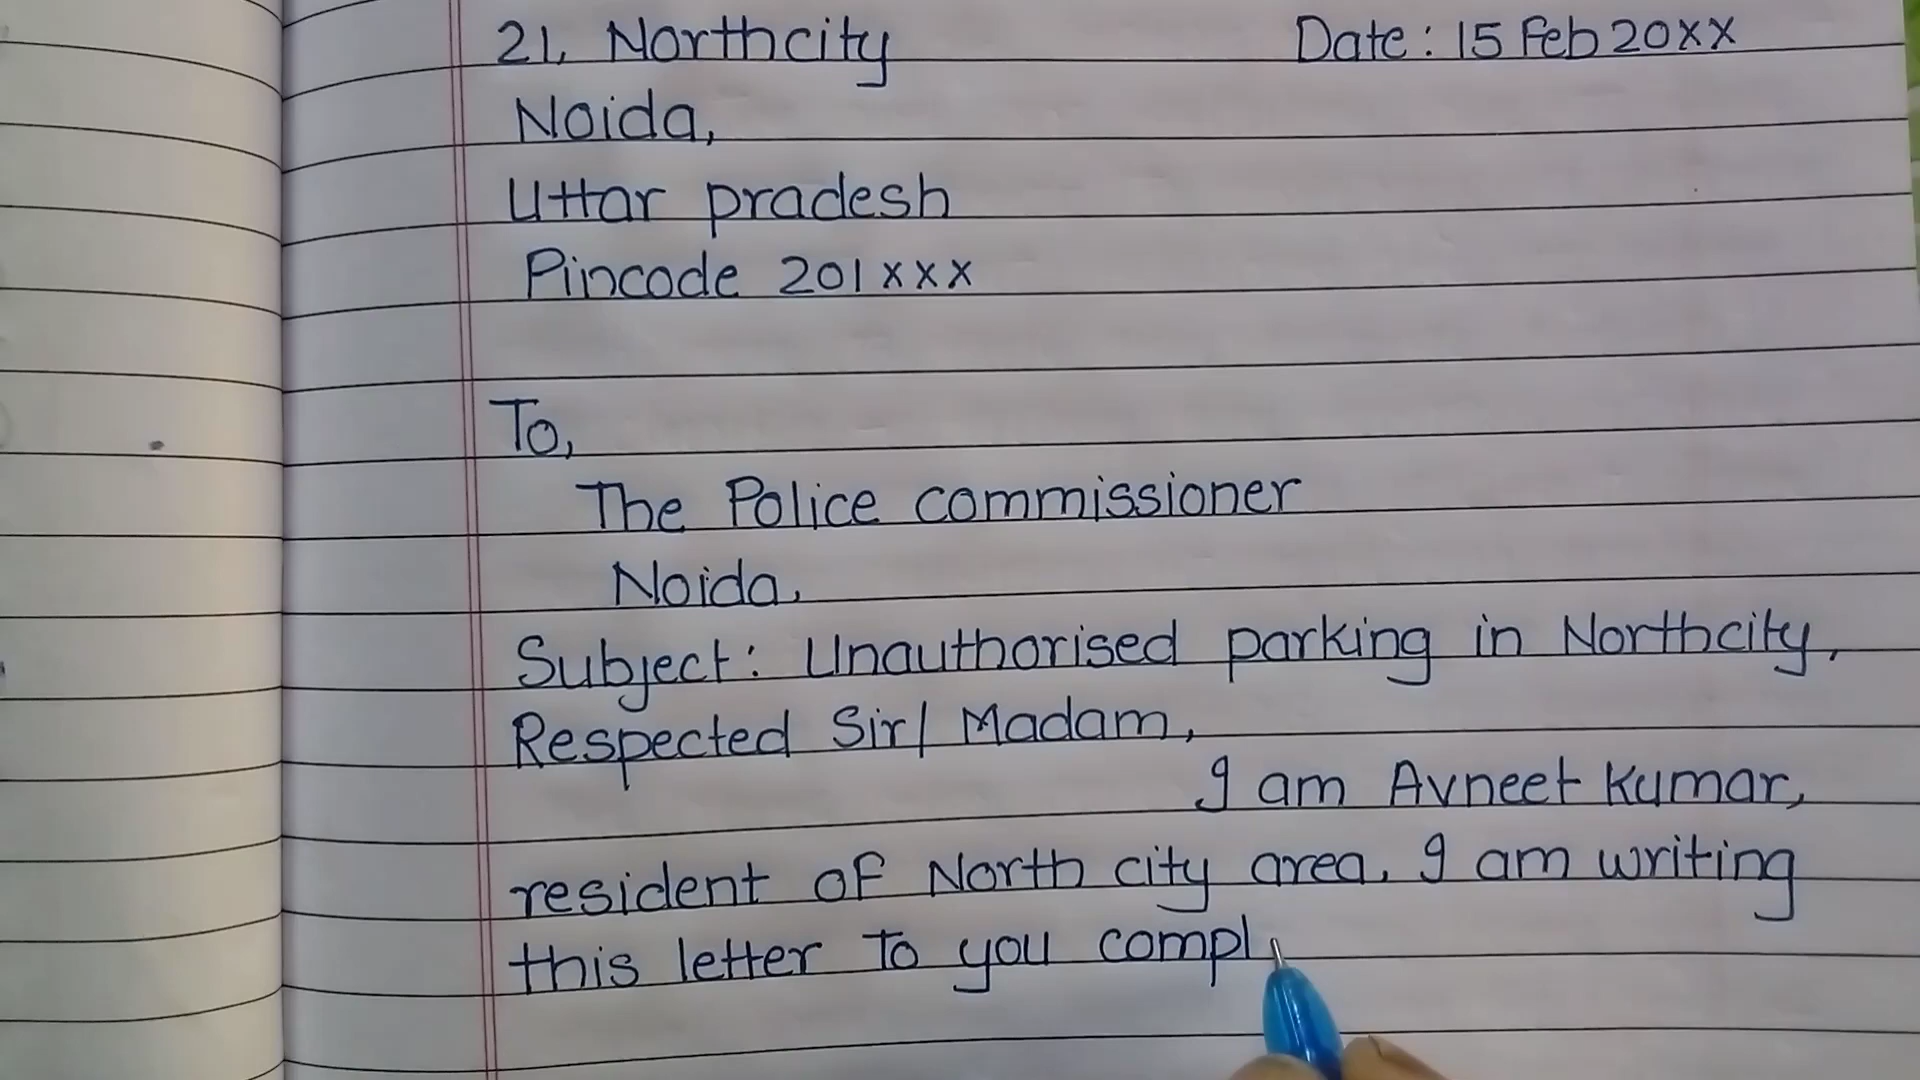 21, Northcity Date: 15 Feb 20xx
Noida,
Uttar pradesh
Pincode 201xxx
To,
The Police commissioner
Noida,
Subject: Unauthorised parking in Northcity,
Respected Sir/ Madam,
I am Avneet Kumar,
resident of North city area. I am writing
this letter to you compl